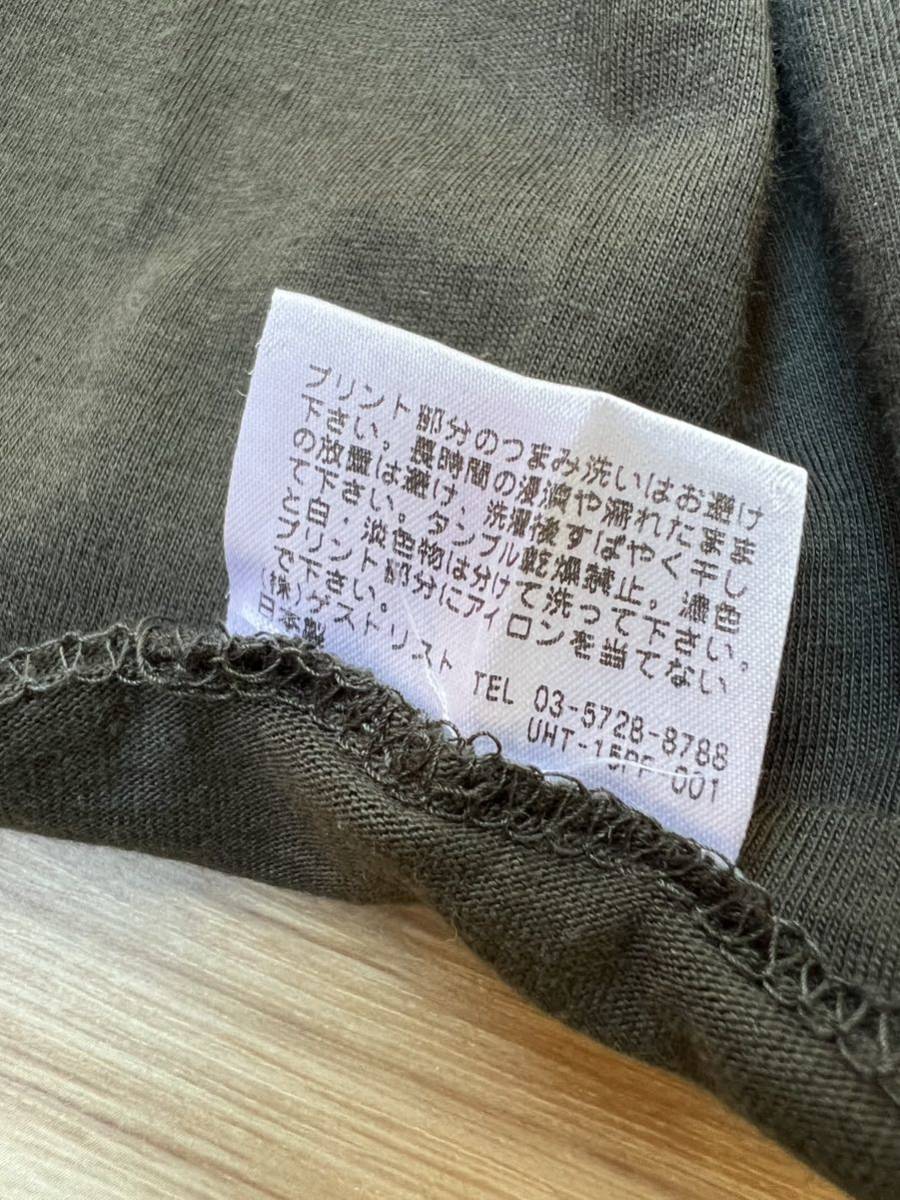 プリント部分のつまみ洗いはお避け
下さい。長時間の浸漬や濡れたまま
の放置は避け、洗濯後すばやく干し
て下さい。タンブル乾燥禁止。濃色
と白・淡色物は分けて洗って下さい。
プリント部分にアイロンを当てない
で下さい。
(株)ゲストリスト TEL 03-5728-8788
日本製 UHT-15PF-001